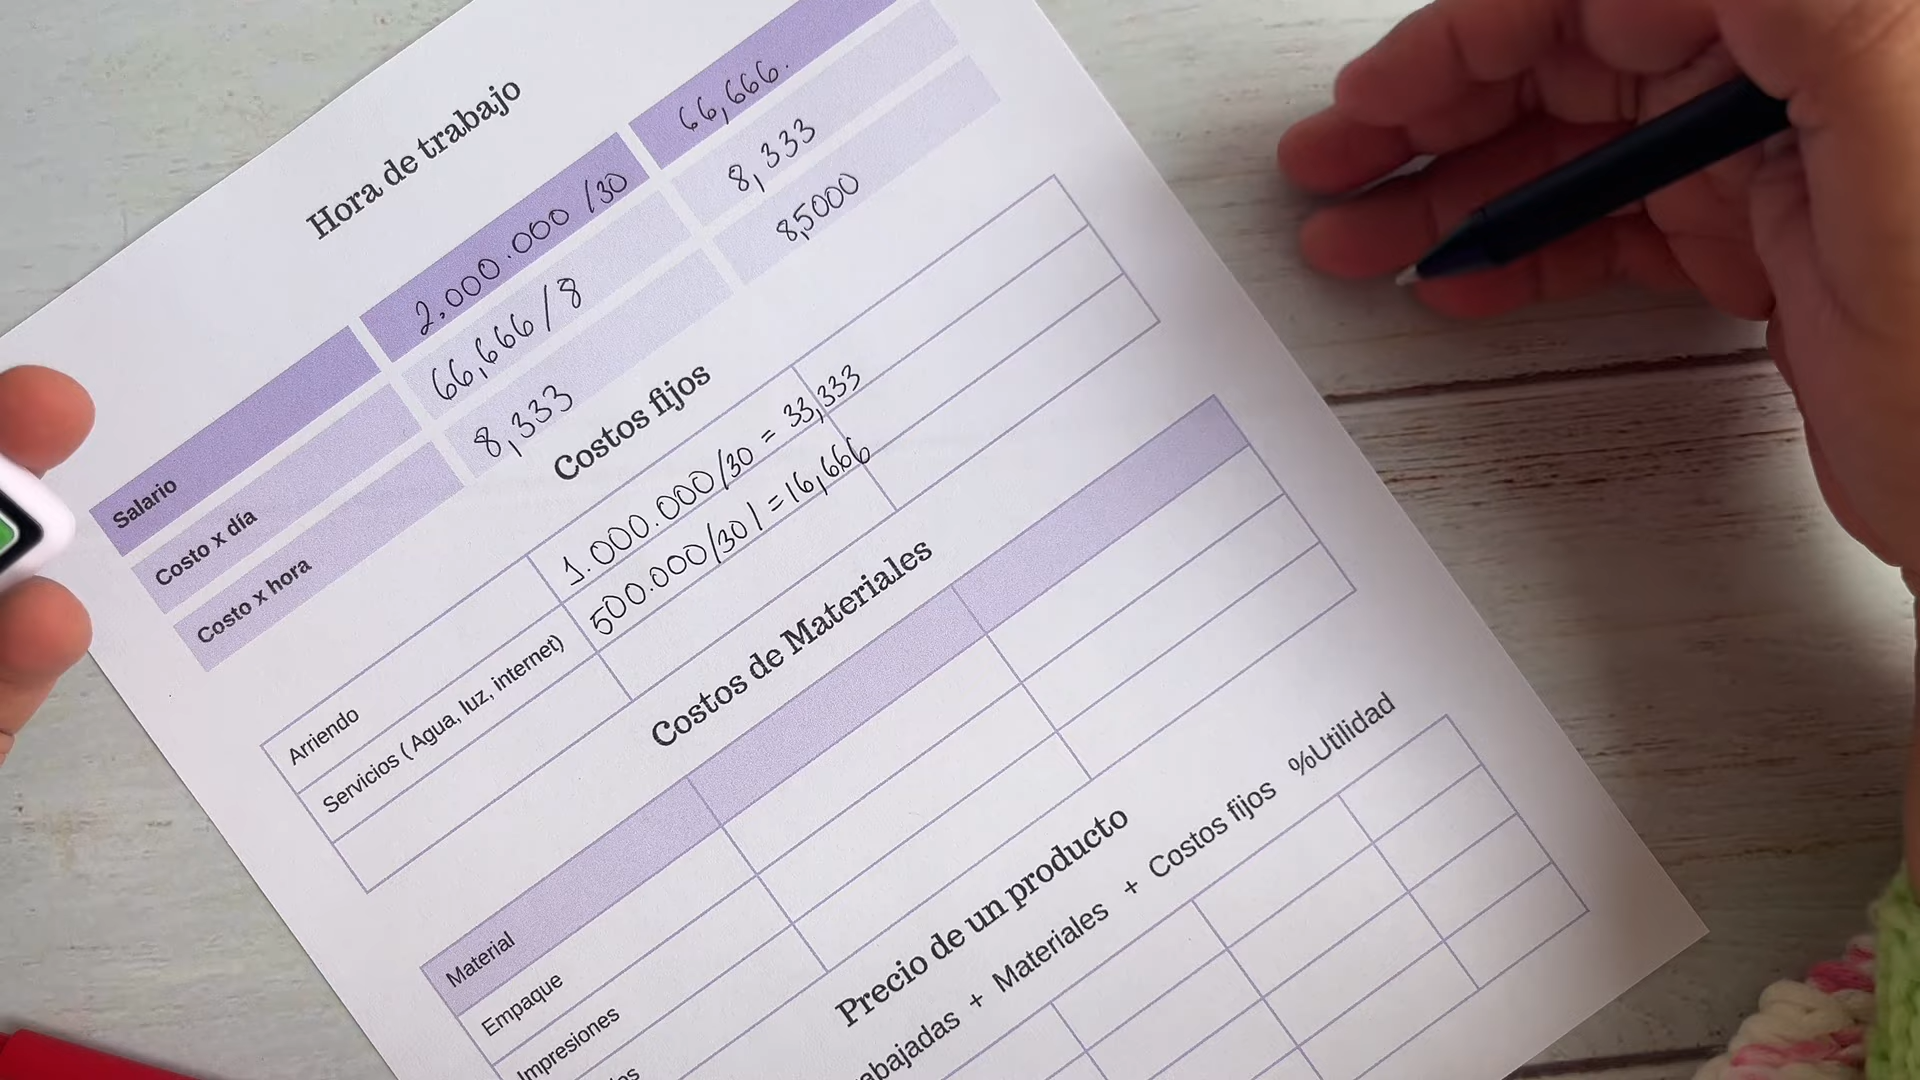 Hora de trabajo
Salario 2.000.000 /30 66,666.
Costo x día 66,666 / 8 8,333
Costo x hora 8,333 8,5000
Costos fijos
Arriendo 1.000.000/30 = 33,333
Servicios ( Agua, luz, internet) 500.000/30 | = 16,666
Costos de Materiales
Material
Empaque
Impresiones
Precio de un producto
+ Materiales + Costos fijos %Utilidad